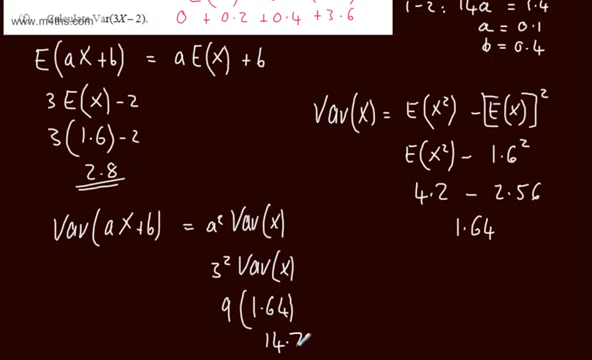 (f) Calculate Var(3X – 2).
www.m4ths.com
0 + 0.2 + 0.4 + 3.6
1-2: 14a = 1.4
a = 0.1
b = 0.4
E(aX+b) = aE(X) + b
3E(X) - 2
3(1.6) - 2
2.8
Var(X) = E(X²) - [E(X)]²
E(X²) - 1.6²
4.2 - 2.56
1.64
Var(aX+b) = a² Var(X)
3² Var(X)
9(1.64)
14.7